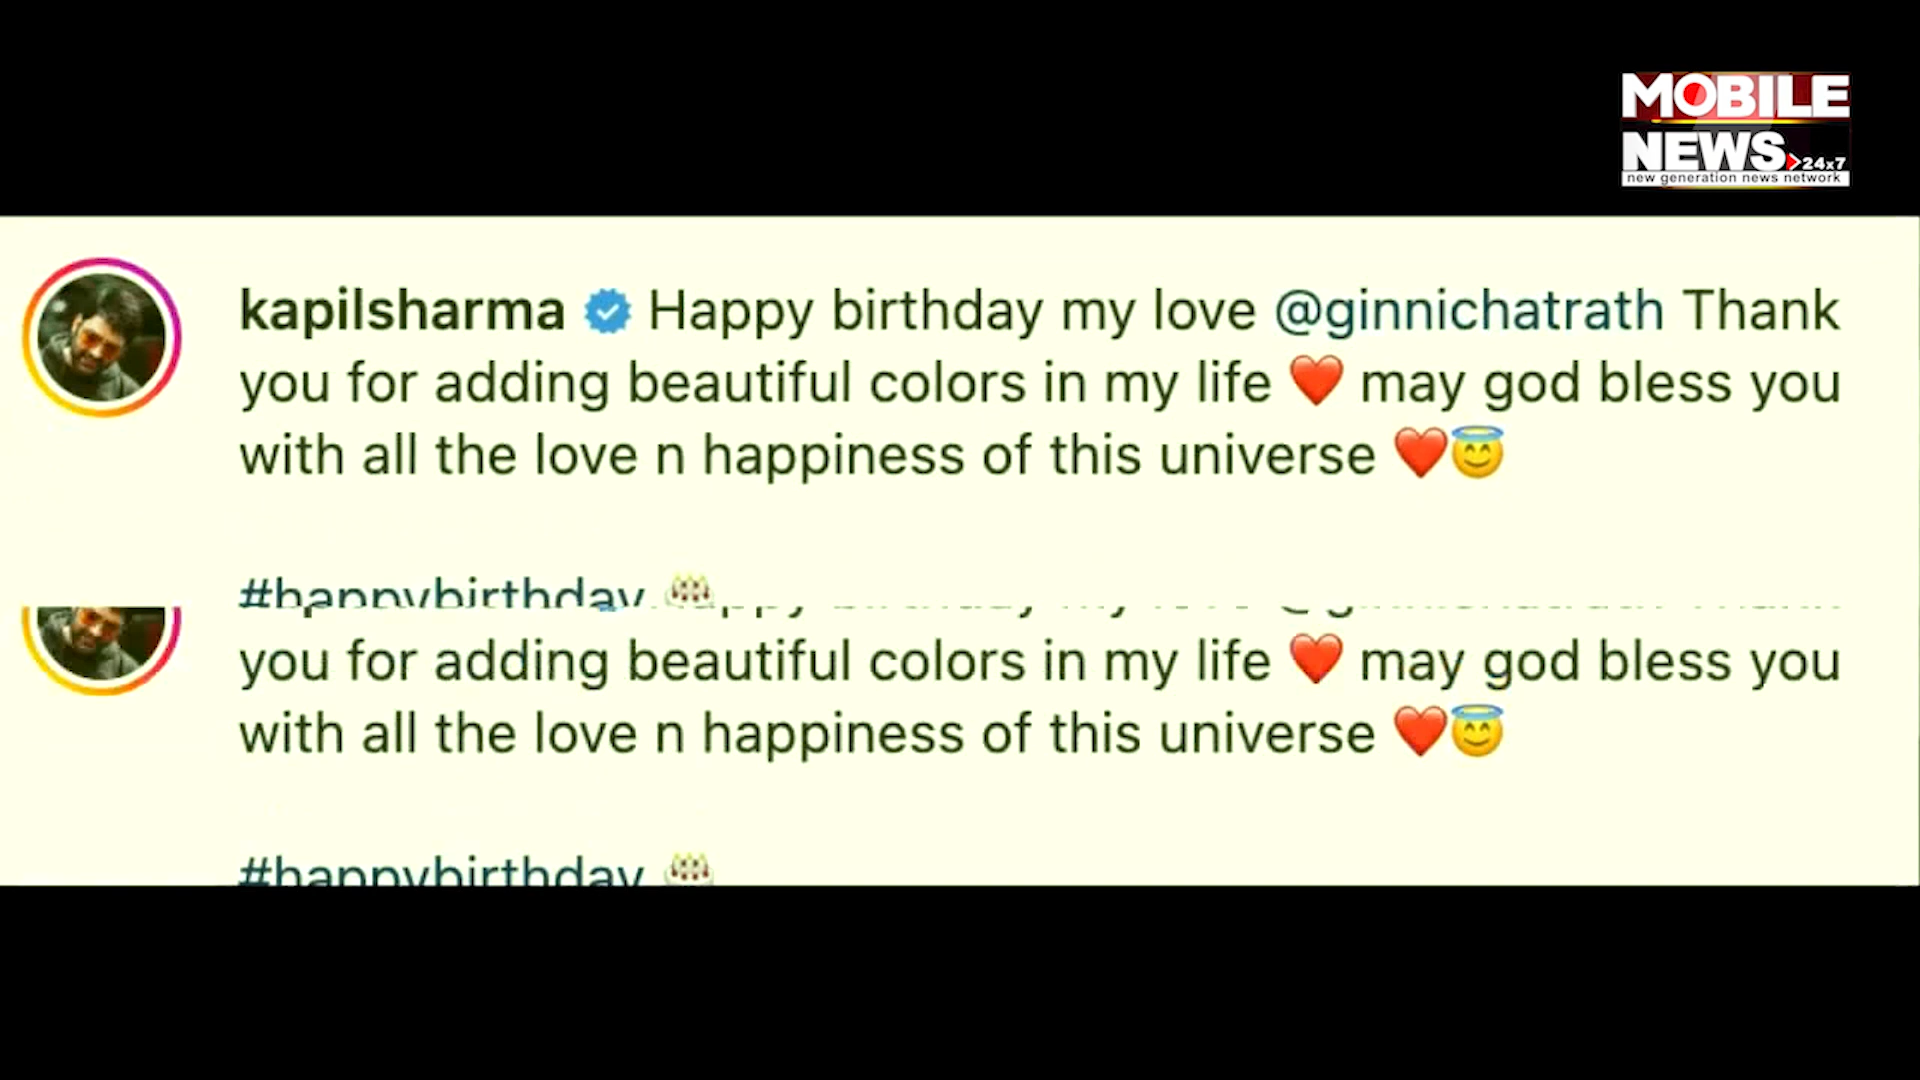 MOBILE
NEWS 24x7
new generation news network
kapilsharma Happy birthday my love @ginnichatrath Thank
you for adding beautiful colors in my life ❤️ may god bless you
with all the love n happiness of this universe ❤️😇
#happybirthday 🎂
you for adding beautiful colors in my life ❤️ may god bless you
with all the love n happiness of this universe ❤️😇
#happybirthday 🎂